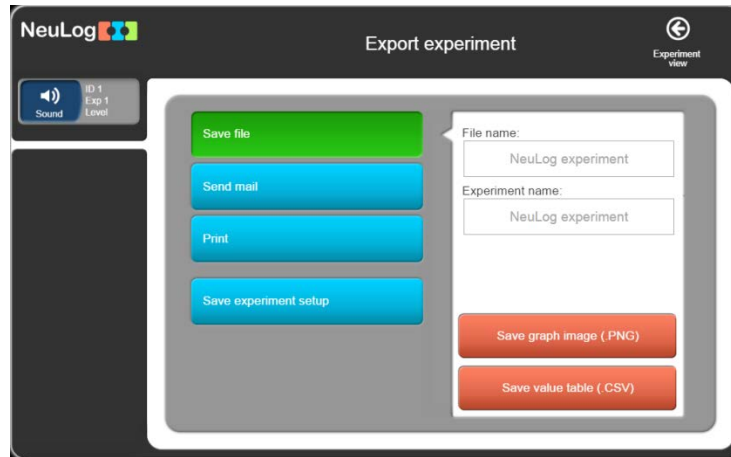 NeuLog
Export experiment
Experiment
view
Sound
ID 1
Exp 1
Level
Save file
Send mail
Print
Save experiment setup
File name:
NeuLog experiment
Experiment name:
NeuLog experiment
Save graph image (.PNG)
Save value table (.CSV)